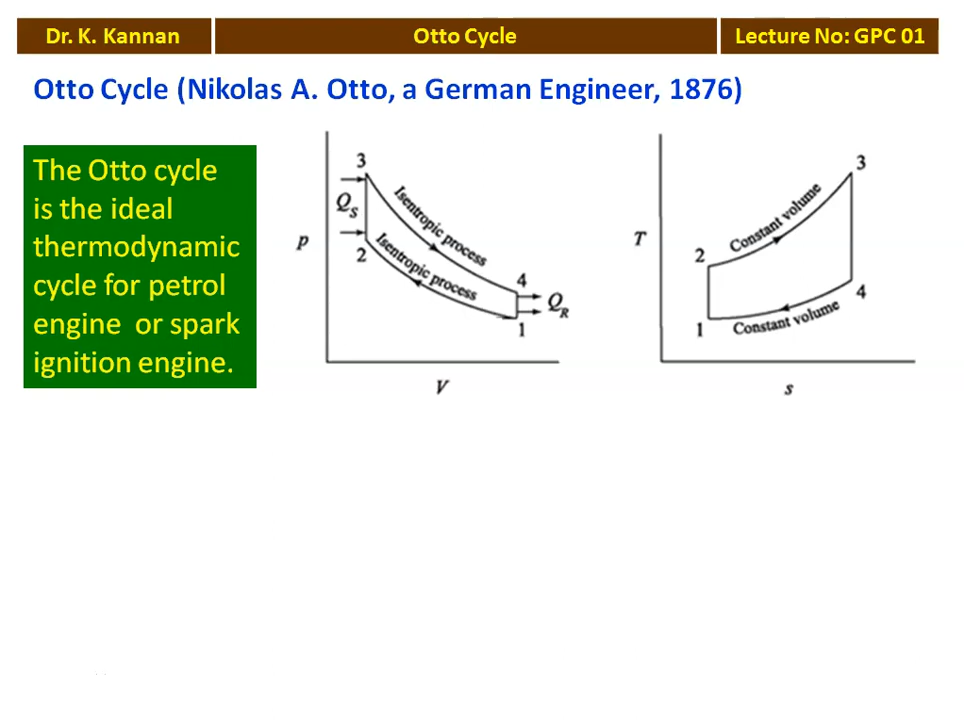 Dr. K. Kannan
Otto Cycle
Lecture No: GPC 01
Otto Cycle (Nikolas A. Otto, a German Engineer, 1876)
The Otto cycle
is the ideal
thermodynamic
cycle for petrol
engine or spark
ignition engine.
3
Q_S
p
2
Isentropic process
Isentropic process
4
Q_R
1
V
T
3
2
Constant volume
4
1
Constant volume
s